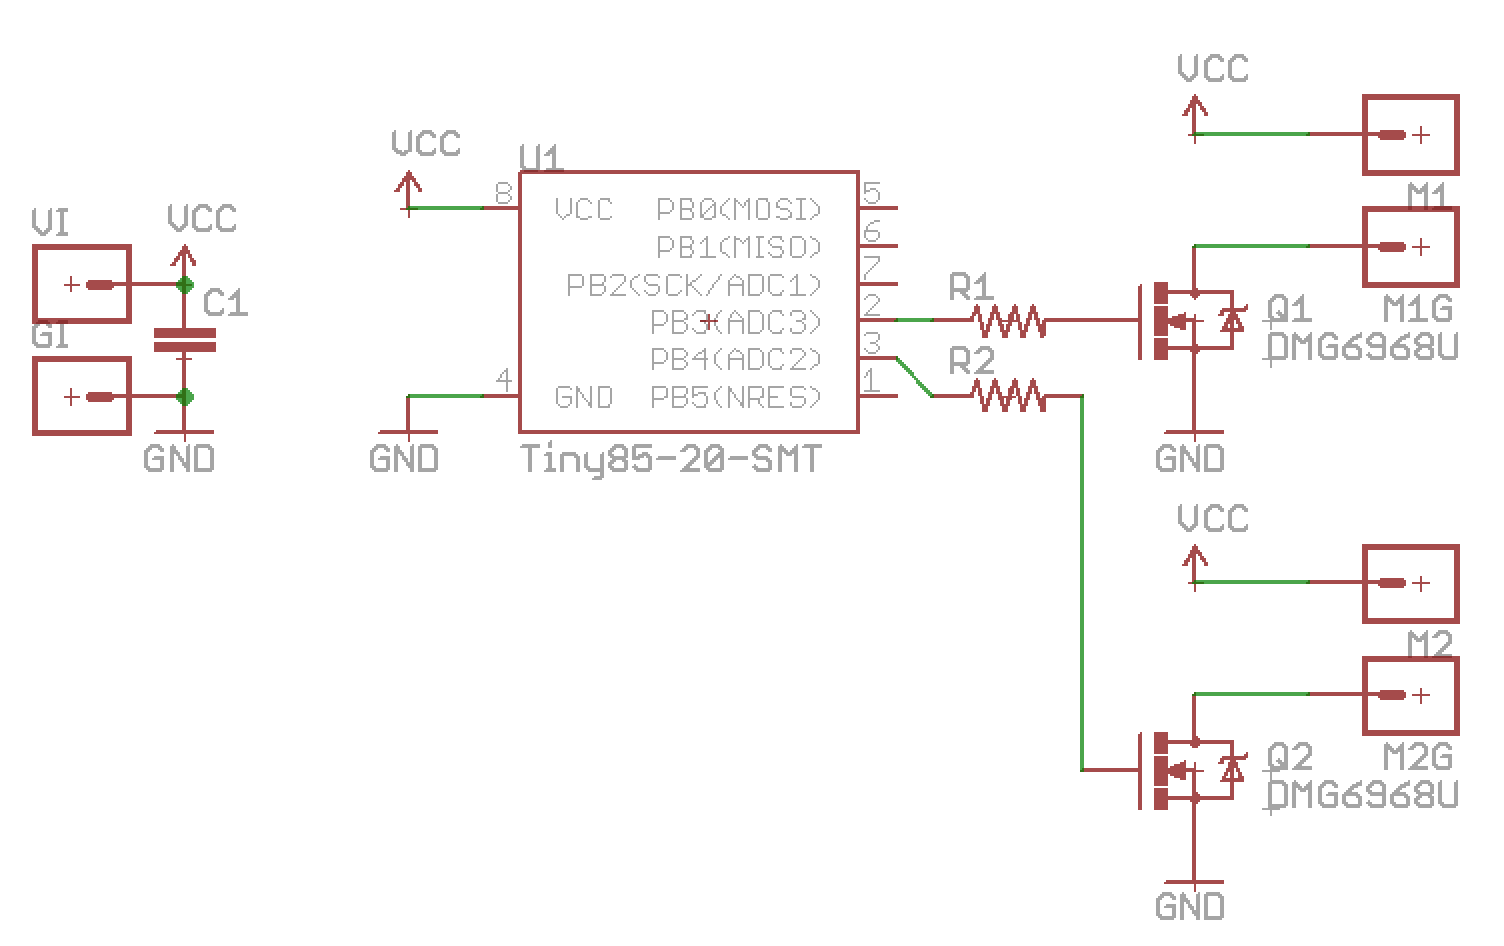 VCC
VCC
U1
8
VCC
PB0(MOSI)
5
PB1(MISO)
6
PB2(SCK/ADC1)
7
PB3(ADC3)
2
PB4(ADC2)
3
4
GND
PB5(NRES)
1
Tiny85-20-SMT
GND
VI
VCC
C1
GI
GND
R1
R2
M1
M1G
Q1
DMG6968U
GND
VCC
M2
M2G
Q2
DMG6968U
GND